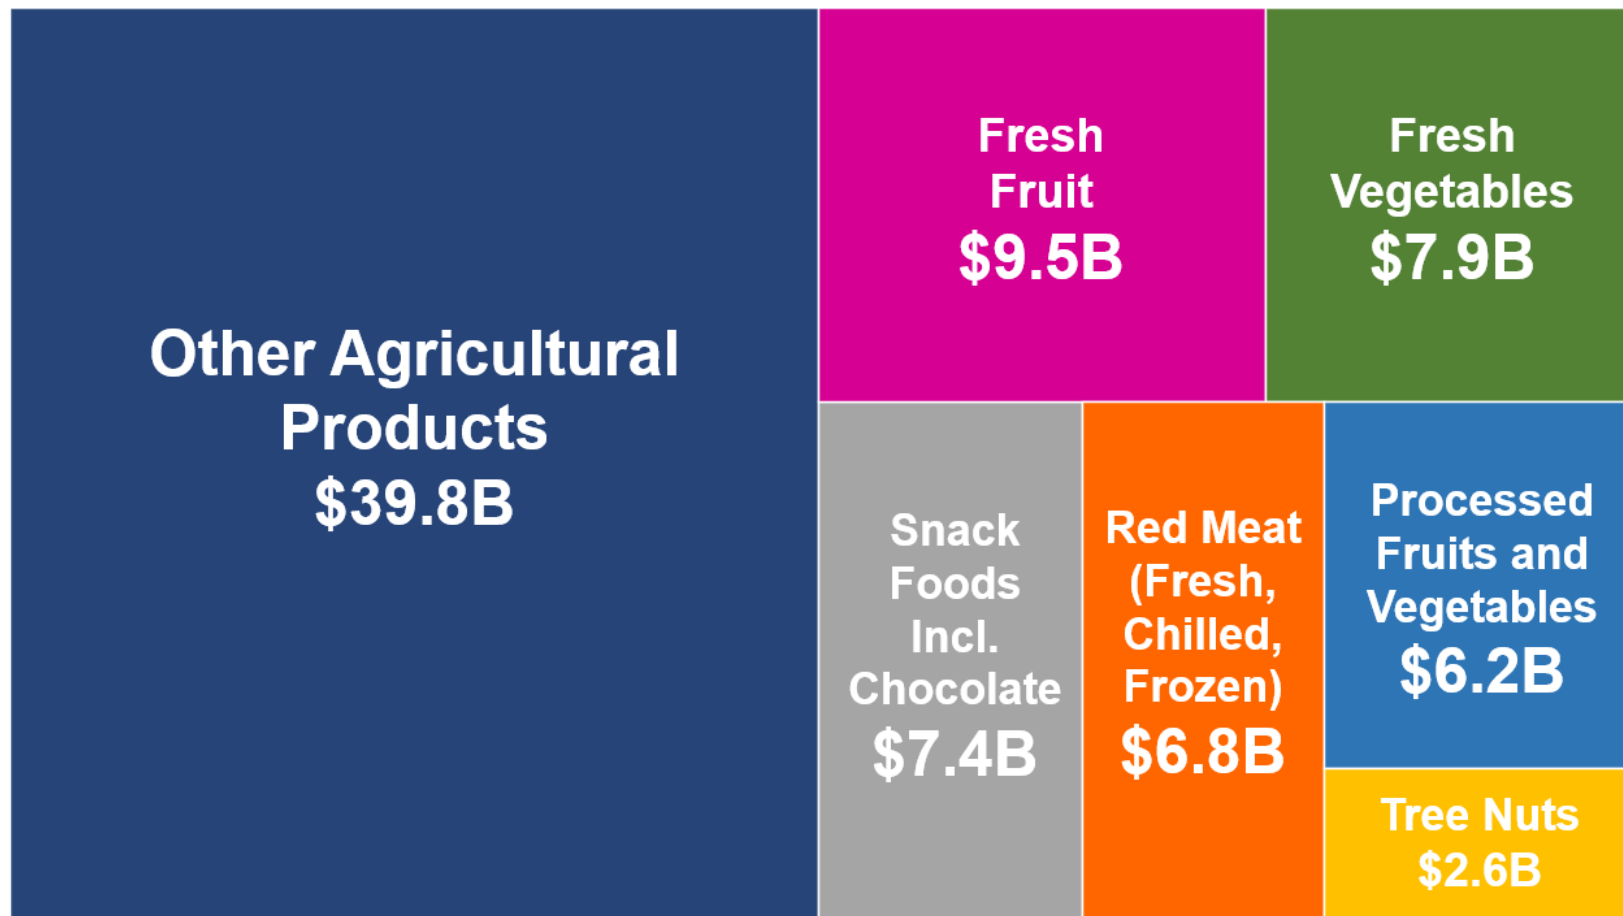 Other Agricultural
Products
$39.8B
Fresh
Fruit
$9.5B
Fresh
Vegetables
$7.9B
Snack
Foods
Incl.
Chocolate
$7.4B
Red Meat
(Fresh,
Chilled,
Frozen)
$6.8B
Processed
Fruits and
Vegetables
$6.2B
Tree Nuts
$2.6B